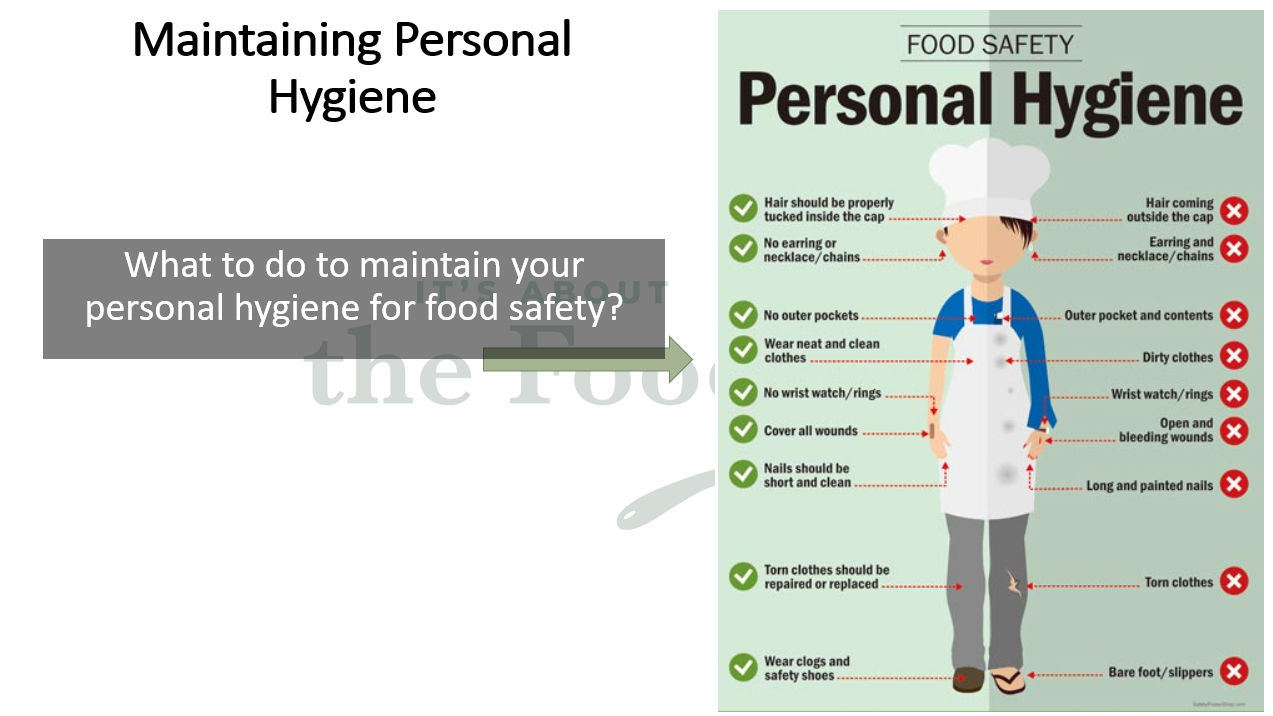 Maintaining Personal
Hygiene
What to do to maintain your
personal hygiene for food safety?
IT'S ABOUT
the Foo
FOOD SAFETY
Personal Hygiene
Hair should be properly
tucked inside the cap
No earring or
necklace/chains
No outer pockets
Wear neat and clean
clothes
No wrist watch/rings
Cover all wounds
Nails should be
short and clean
Torn clothes should be
repaired or replaced
Wear clogs and
safety shoes
Hair coming
outside the cap
Earring and
necklace/chains
Outer pocket and contents
Dirty clothes
Wrist watch/rings
Open and
bleeding wounds
Long and painted nails
Torn clothes
Bare foot/slippers